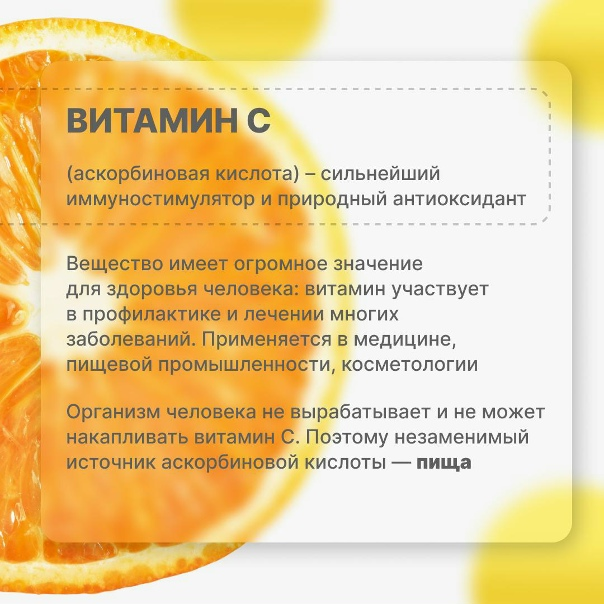 ВИТАМИН С
(аскорбиновая кислота) – сильнейший
иммуностимулятор и природный антиоксидант
Вещество имеет огромное значение
для здоровья человека: витамин участвует
в профилактике и лечении многих
заболеваний. Применяется в медицине,
пищевой промышленности, косметологии
Организм человека не вырабатывает и не может
накапливать витамин С. Поэтому незаменимый
источник аскорбиновой кислоты — пища